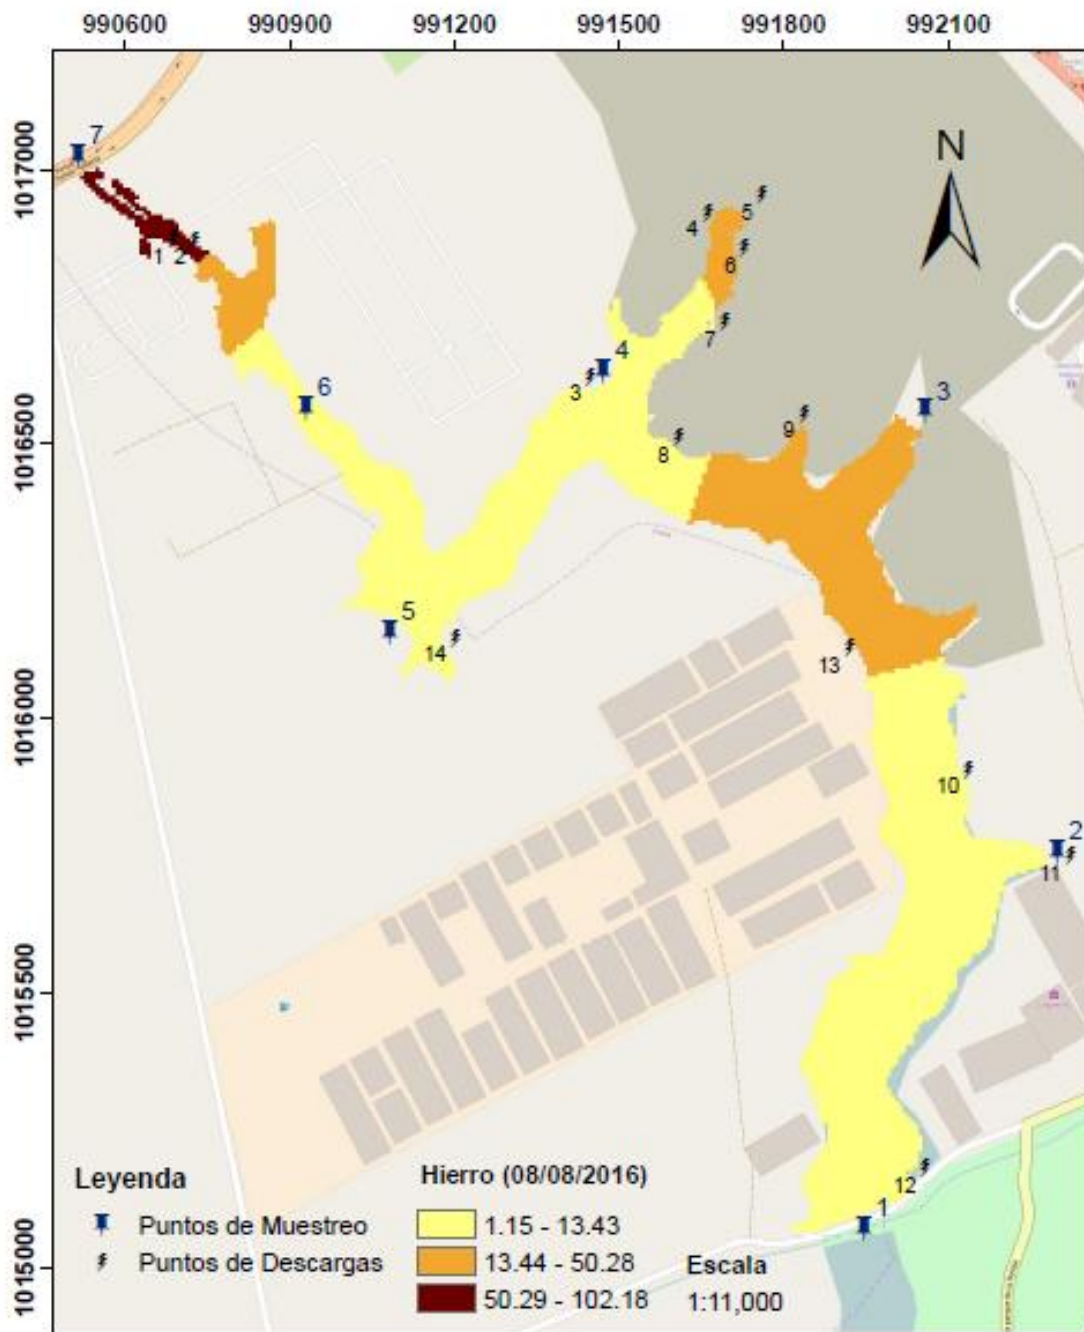 990600 990900 991200 991500 991800 992100
1017000
1016500
1016000
1015500
1015000
7
N
5
4
6
1 2
7
4
3
6
3
9
8
5
14
13
10
2
11
12
1
Leyenda
Puntos de Muestreo
Puntos de Descargas
Hierro (08/08/2016)
1.15 - 13.43
13.44 - 50.28
50.29 - 102.18
Escala
1:11,000